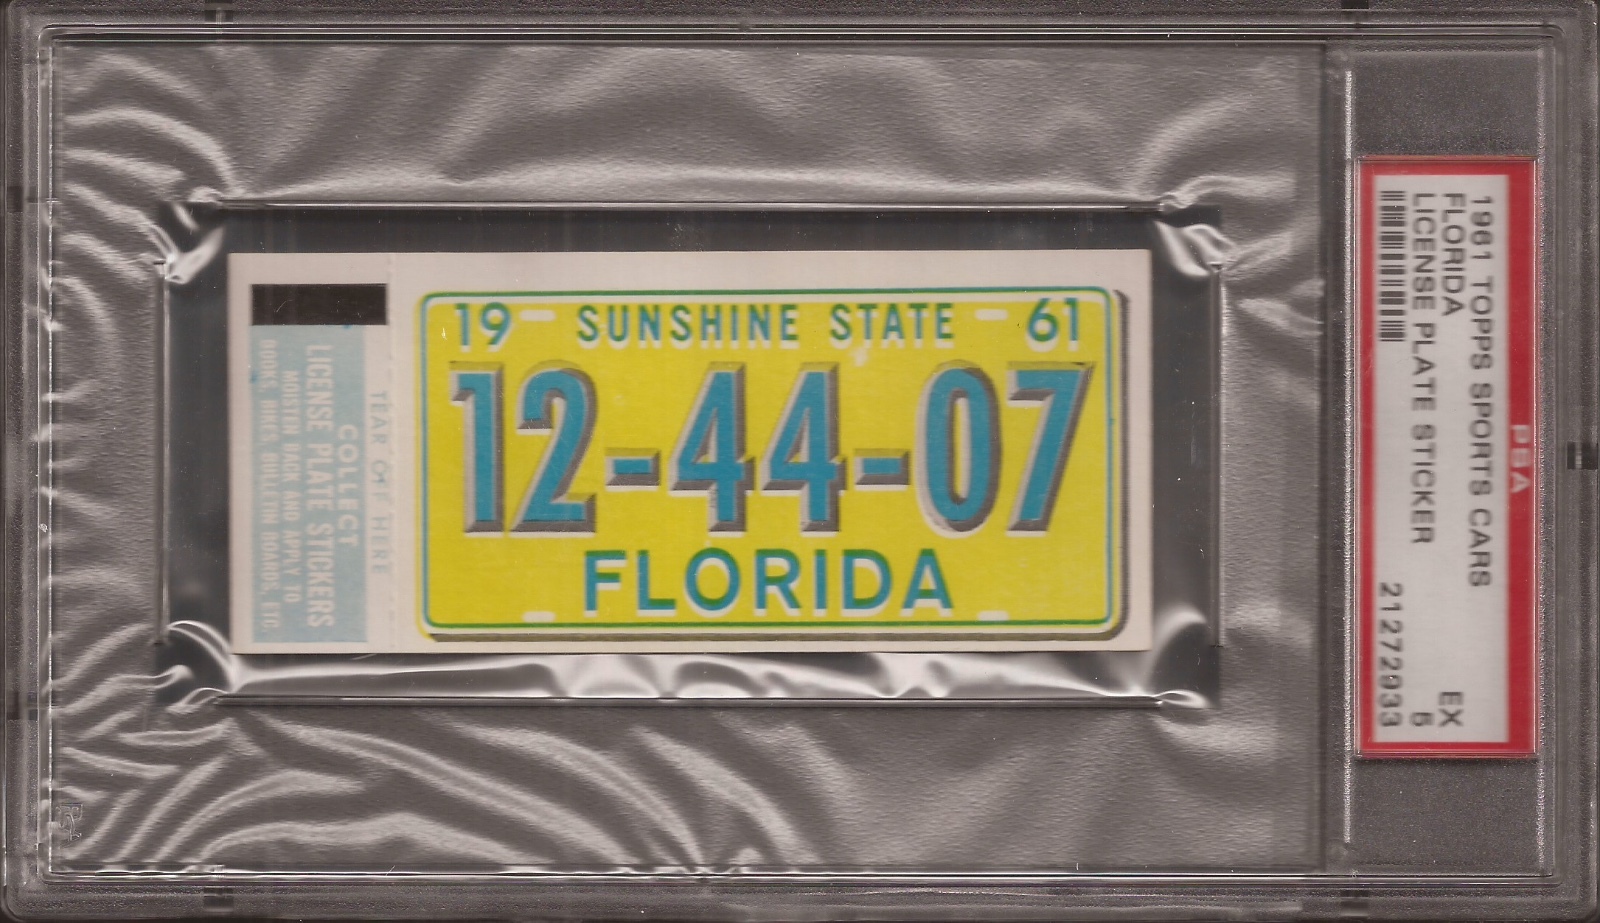 19 SUNSHINE STATE 61
12-44-07
FLORIDA
TEAR OFF HERE
COLLECT
LICENSE PLATE STICKERS
MOISTEN BACK AND APPLY TO
BOOKS, BIKES, BULLETIN BOARDS, ETC.
PSA
1961 TOPPS SPORTS CARS
FLORIDA EX
LICENSE PLATE STICKER 5
21272933